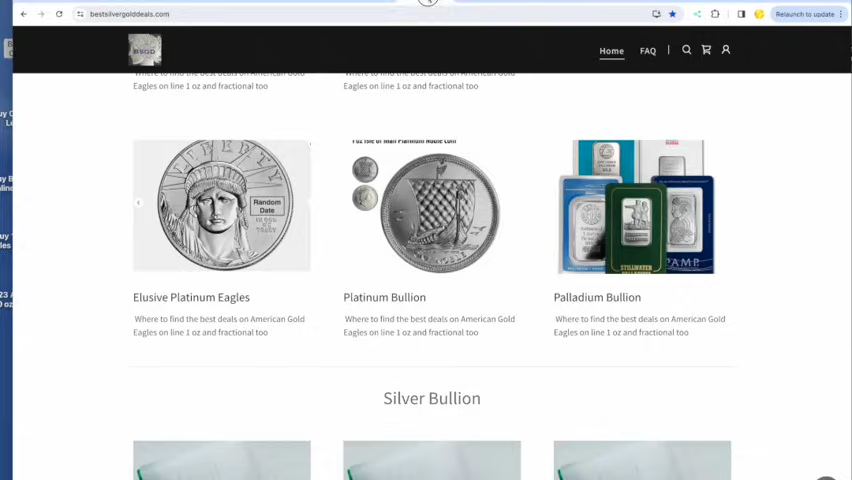 bestsilvergolddeals.com
Relaunch to update
BSGD
Home FAQ
Where to find the best deals on American Gold
Eagles on line 1 oz and fractional too
Where to find the best deals on American Gold
Eagles on line 1 oz and fractional too
LIBERTY
Random
Date
IN GOD
WE TRUST
1 oz Isle of Man Platinum Noble Coin
STILLWATER
PALLADIUM
PAMP
Elusive Platinum Eagles
Platinum Bullion
Palladium Bullion
Where to find the best deals on American Gold
Eagles on line 1 oz and fractional too
Where to find the best deals on American Gold
Eagles on line 1 oz and fractional too
Where to find the best deals on American Gold
Eagles on line 1 oz and fractional too
Silver Bullion